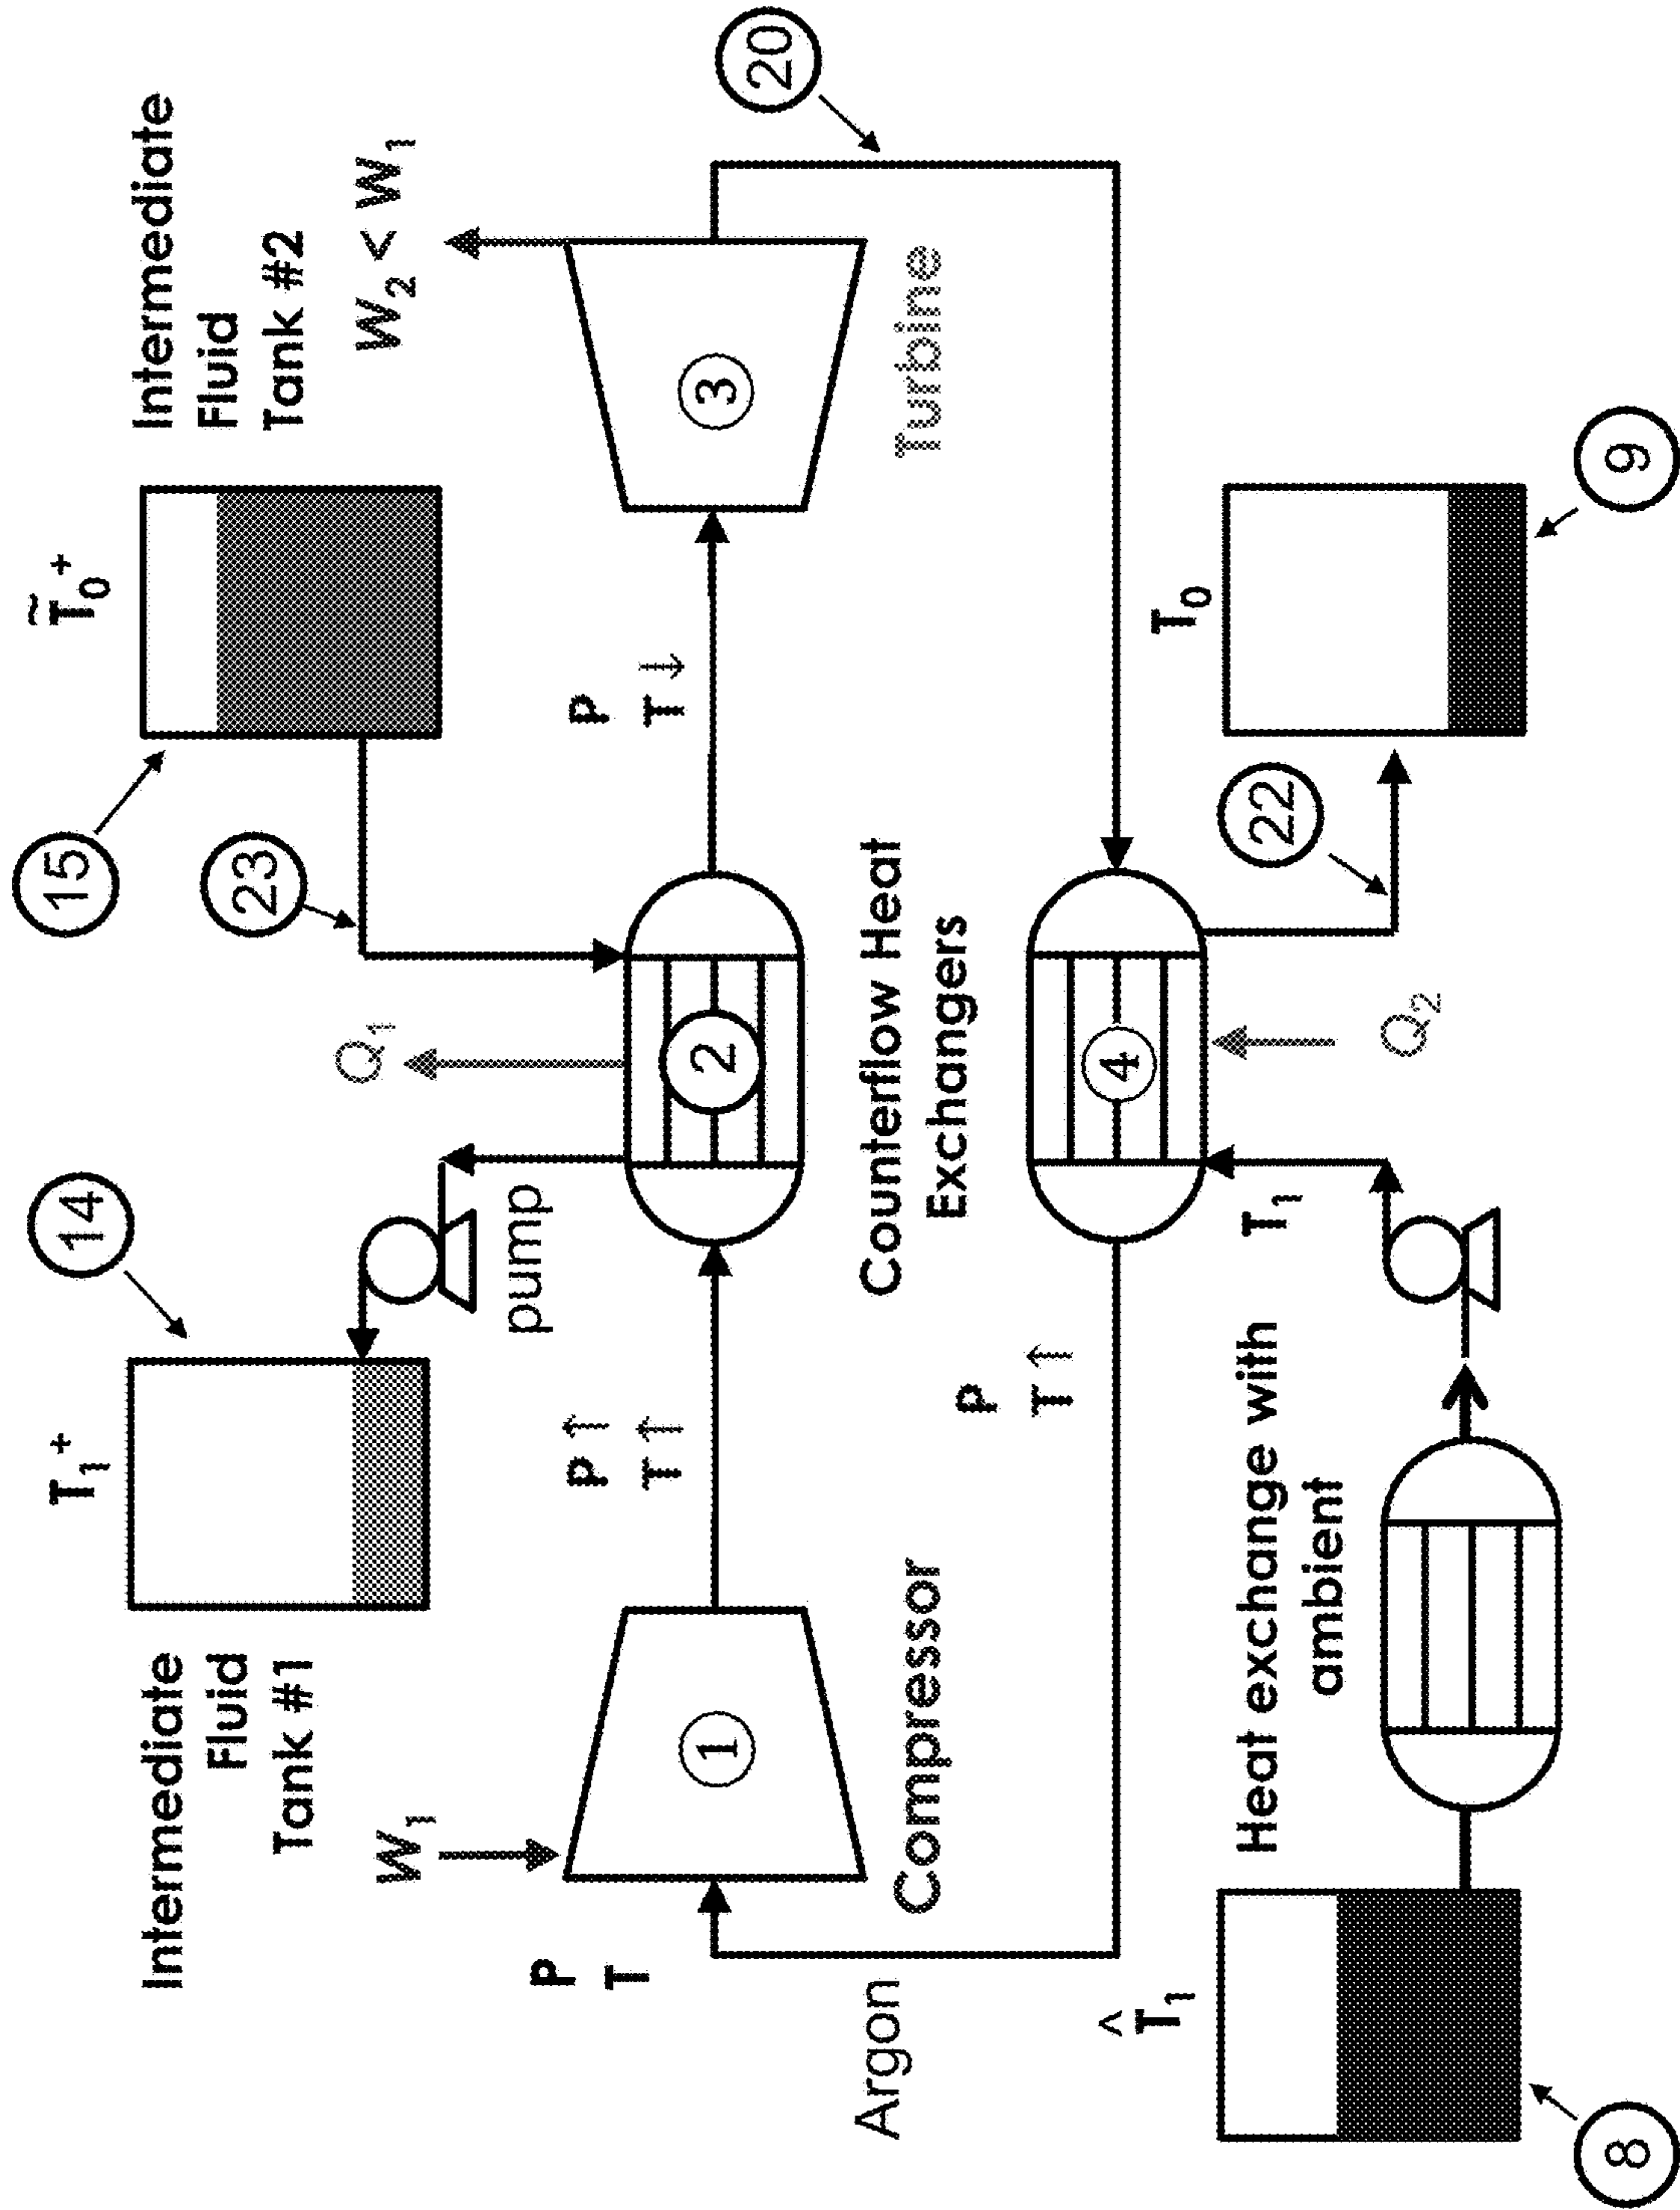 Intermediate
Fluid
Tank #1
T₁⁺
14
pump
Q₁
23
15
T̃₀⁺
Intermediate
Fluid
Tank #2
W₁
W₂ < W₁
P
T
1
Compressor
P↑
T↑
2
Counterflow Heat
Exchangers
P
T↓
3
Turbine
20
Argon
P
T↑
4
Q₂
T̂₁
8
Heat exchange with
ambient
T₁
22
T₀
9